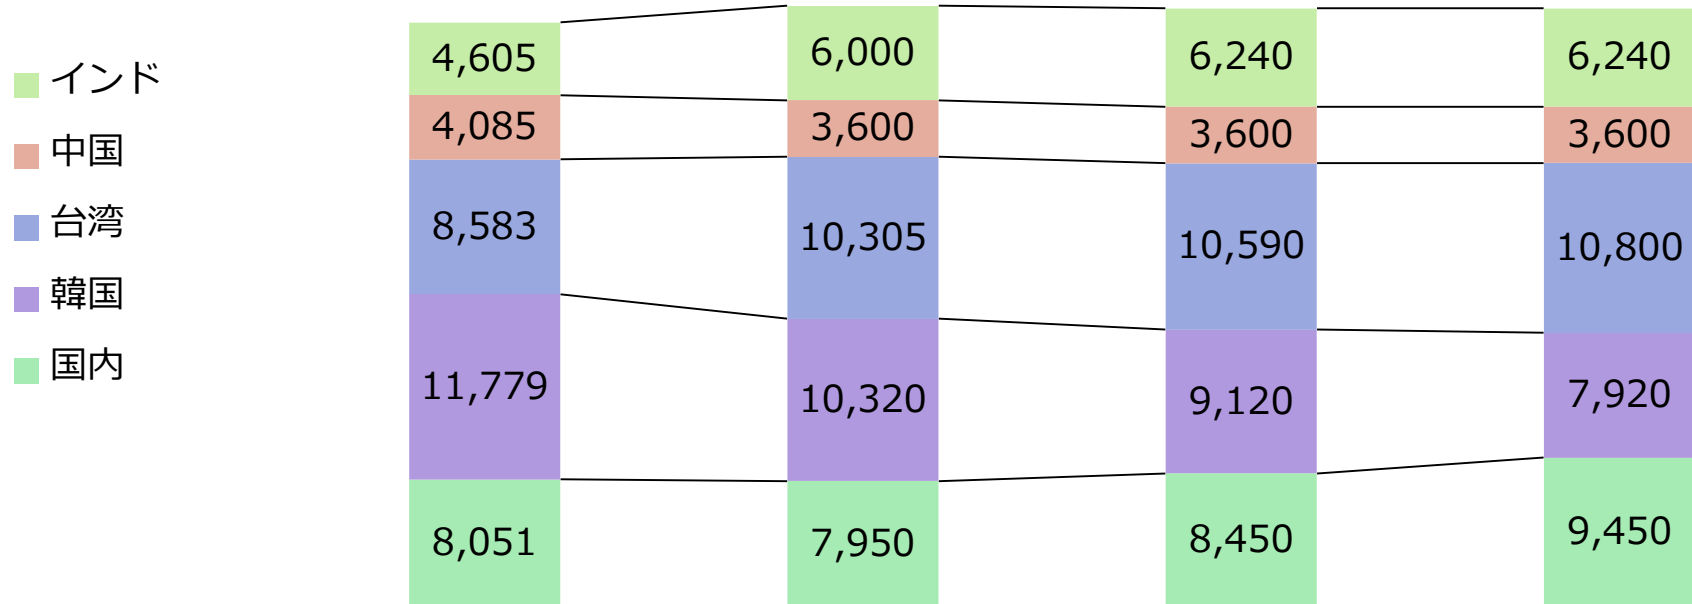 インド
中国
台湾
韓国
国内
4,605 6,000 6,240 6,240
4,085 3,600 3,600 3,600
8,583 10,305 10,590 10,800
11,779 10,320 9,120 7,920
8,051 7,950 8,450 9,450